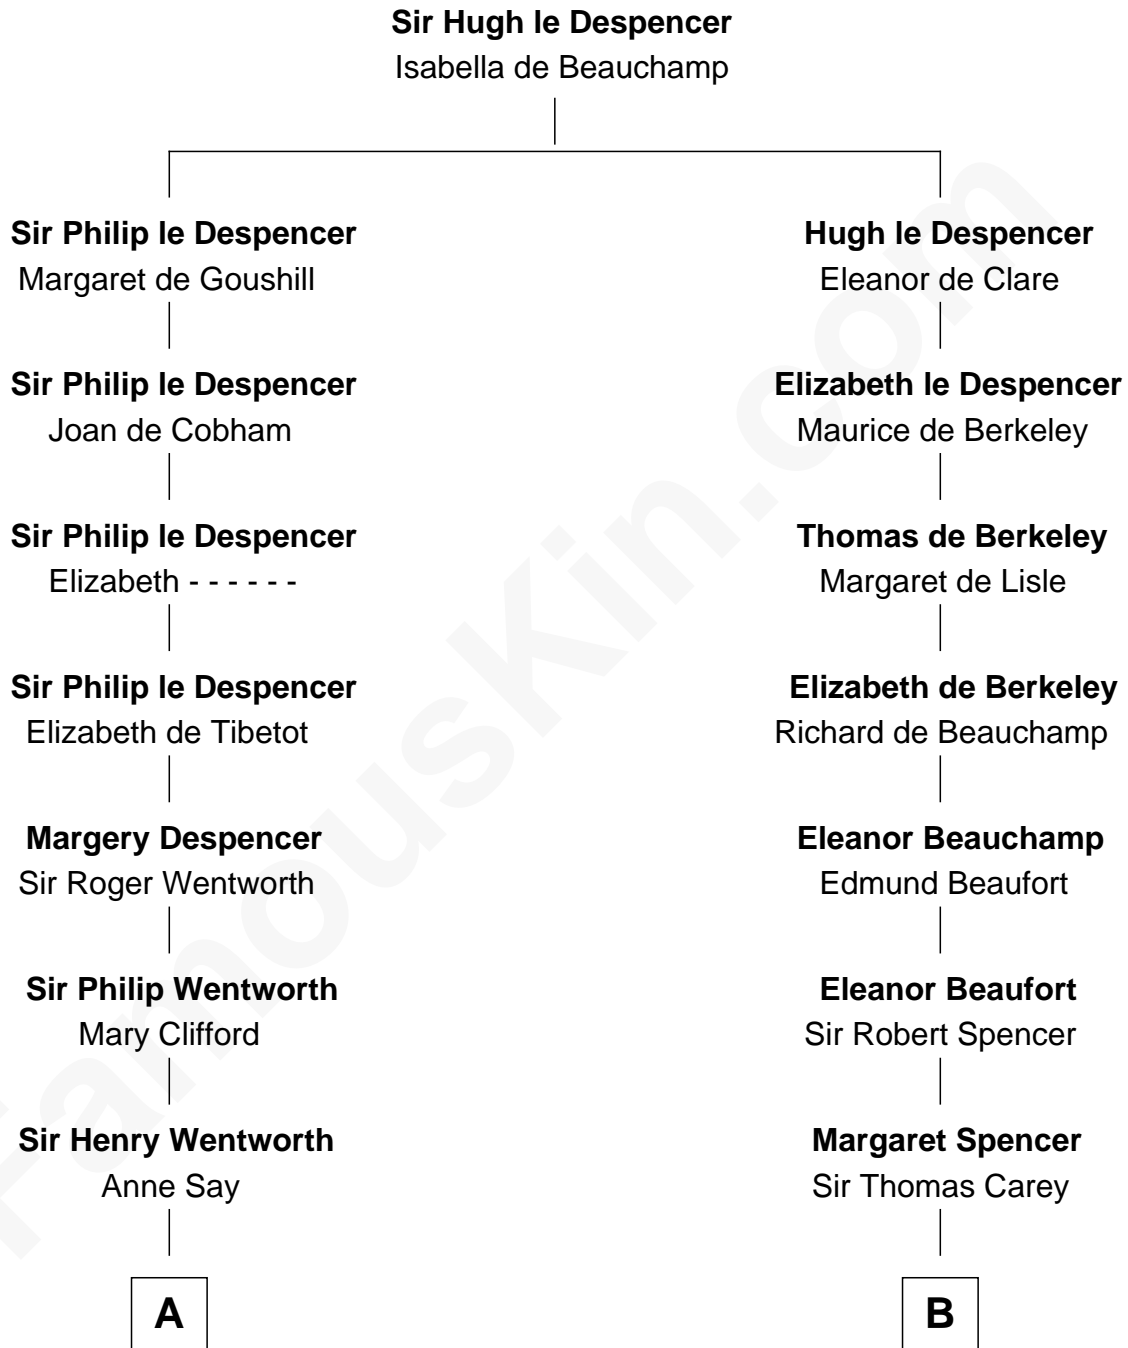 Sir Hugh le Despencer
Isabella de Beauchamp
Sir Philip le Despencer
Margaret de Goushill
Sir Philip le Despencer
Joan de Cobham
Sir Philip le Despencer
Elizabeth - - - - - -
Sir Philip le Despencer
Elizabeth de Tibetot
Margery Despencer
Sir Roger Wentworth
Sir Philip Wentworth
Mary Clifford
Sir Henry Wentworth
Anne Say
A
Hugh le Despencer
Eleanor de Clare
Elizabeth le Despencer
Maurice de Berkeley
Thomas de Berkeley
Margaret de Lisle
Elizabeth de Berkeley
Richard de Beauchamp
Eleanor Beauchamp
Edmund Beaufort
Eleanor Beaufort
Sir Robert Spencer
Margaret Spencer
Sir Thomas Carey
B
FamousKin.com